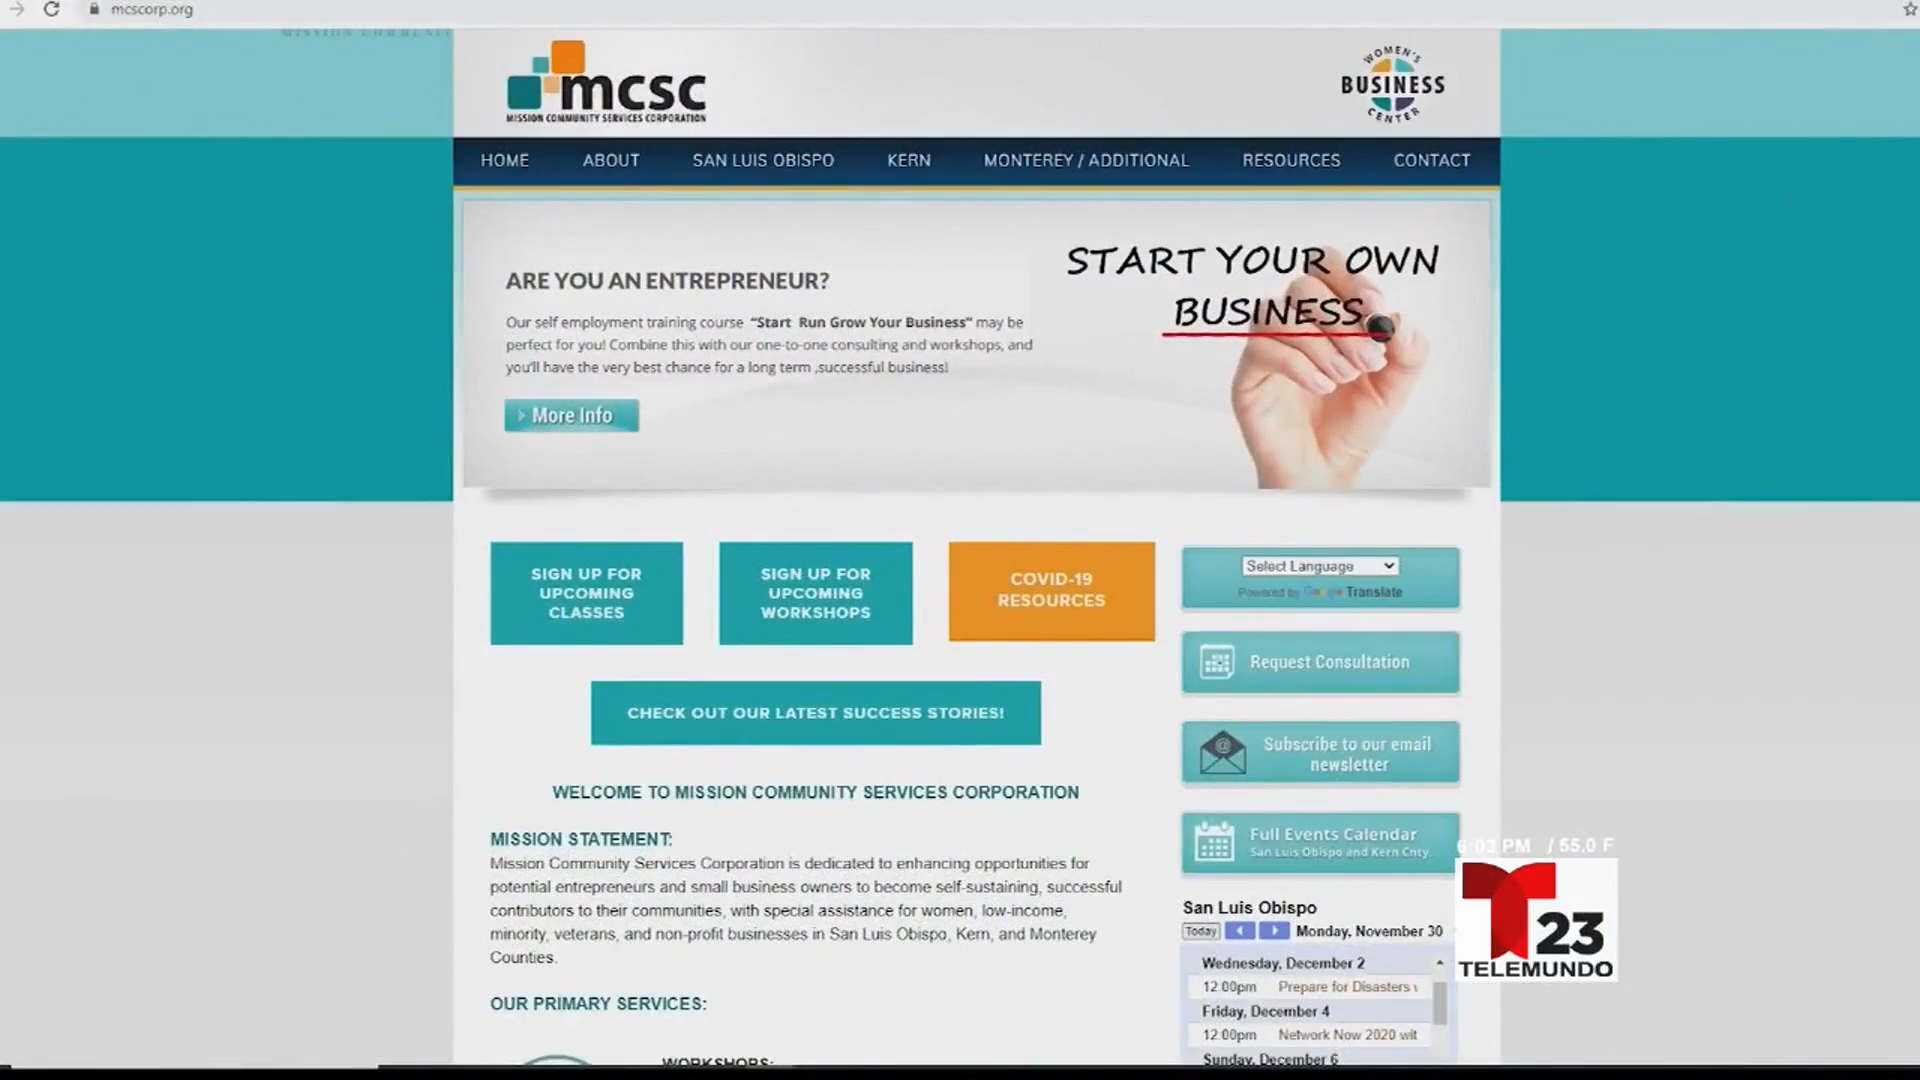 mcscorp.org
MISSION COMMUNIT
mcsc
MISSION COMMUNITY SERVICES CORPORATION
WOMEN'S
BUSINESS
CENTER
HOME ABOUT SAN LUIS OBISPO KERN MONTEREY / ADDITIONAL RESOURCES CONTACT
ARE YOU AN ENTREPRENEUR?
Our self employment training course "Start Run Grow Your Business" may be
perfect for you! Combine this with our one-to-one consulting and workshops, and
you'll have the very best chance for a long term ,successful business!
More Info
START YOUR OWN
BUSINESS
SIGN UP FOR
UPCOMING
CLASSES
SIGN UP FOR
UPCOMING
WORKSHOPS
COVID-19
RESOURCES
CHECK OUT OUR LATEST SUCCESS STORIES!
Select Language
Powered by Google Translate
Request Consultation
Subscribe to our email
newsletter
Full Events Calendar
San Luis Obispo and Kern Cnty.
WELCOME TO MISSION COMMUNITY SERVICES CORPORATION
MISSION STATEMENT:
Mission Community Services Corporation is dedicated to enhancing opportunities for
potential entrepreneurs and small business owners to become self-sustaining, successful
contributors to their communities, with special assistance for women, low-income,
minority, veterans, and non-profit businesses in San Luis Obispo, Kern, and Monterey
Counties.
OUR PRIMARY SERVICES:
WORKSHOPS:
San Luis Obispo
Today Monday, November 30
Wednesday, December 2
12:00pm Prepare for Disasters
Friday, December 4
12:00pm Network Now 2020 wit
Sunday, December 6
6:03 PM / 55.0 F
23
TELEMUNDO